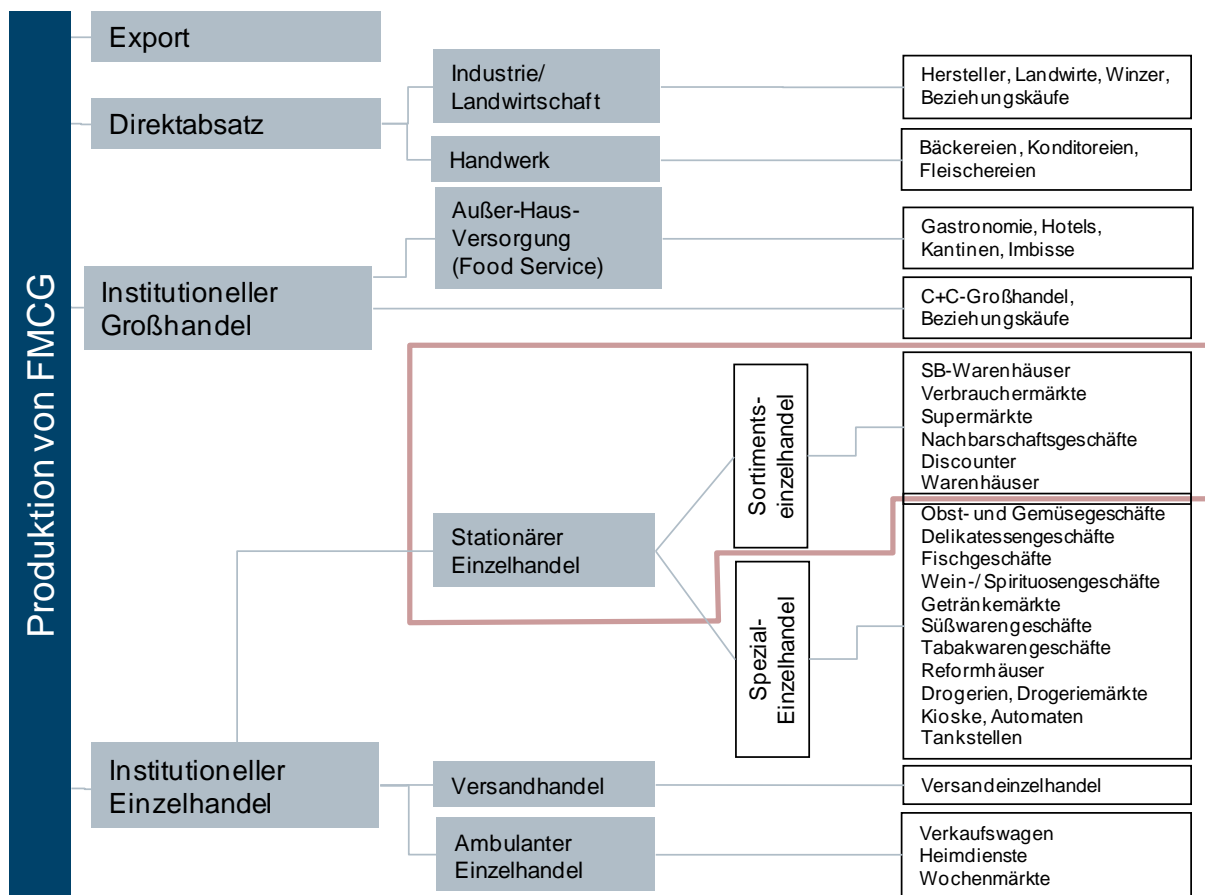 Produktion von FMCG
Export
Direktabsatz
Industrie/
Landwirtschaft
Hersteller, Landwirte, Winzer,
Beziehungskäufe
Handwerk
Bäckereien, Konditoreien,
Fleischereien
Institutioneller
Großhandel
Außer-Haus-
Versorgung
(Food Service)
Gastronomie, Hotels,
Kantinen, Imbisse
C+C-Großhandel,
Beziehungskäufe
Institutioneller
Einzelhandel
Stationärer
Einzelhandel
Sortiments-
einzelhandel
SB-Warenhäuser
Verbrauchermärkte
Supermärkte
Nachbarschaftsgeschäfte
Discounter
Warenhäuser
Spezial-
Einzelhandel
Obst- und Gemüsegeschäfte
Delikatessengeschäfte
Fischgeschäfte
Wein-/ Spirituosengeschäfte
Getränkemärkte
Süßwarengeschäfte
Tabakwarengeschäfte
Reformhäuser
Drogerien, Drogeriemärkte
Kioske, Automaten
Tankstellen
Versandhandel
Versandeinzelhandel
Ambulanter
Einzelhandel
Verkaufswagen
Heimdienste
Wochenmärkte